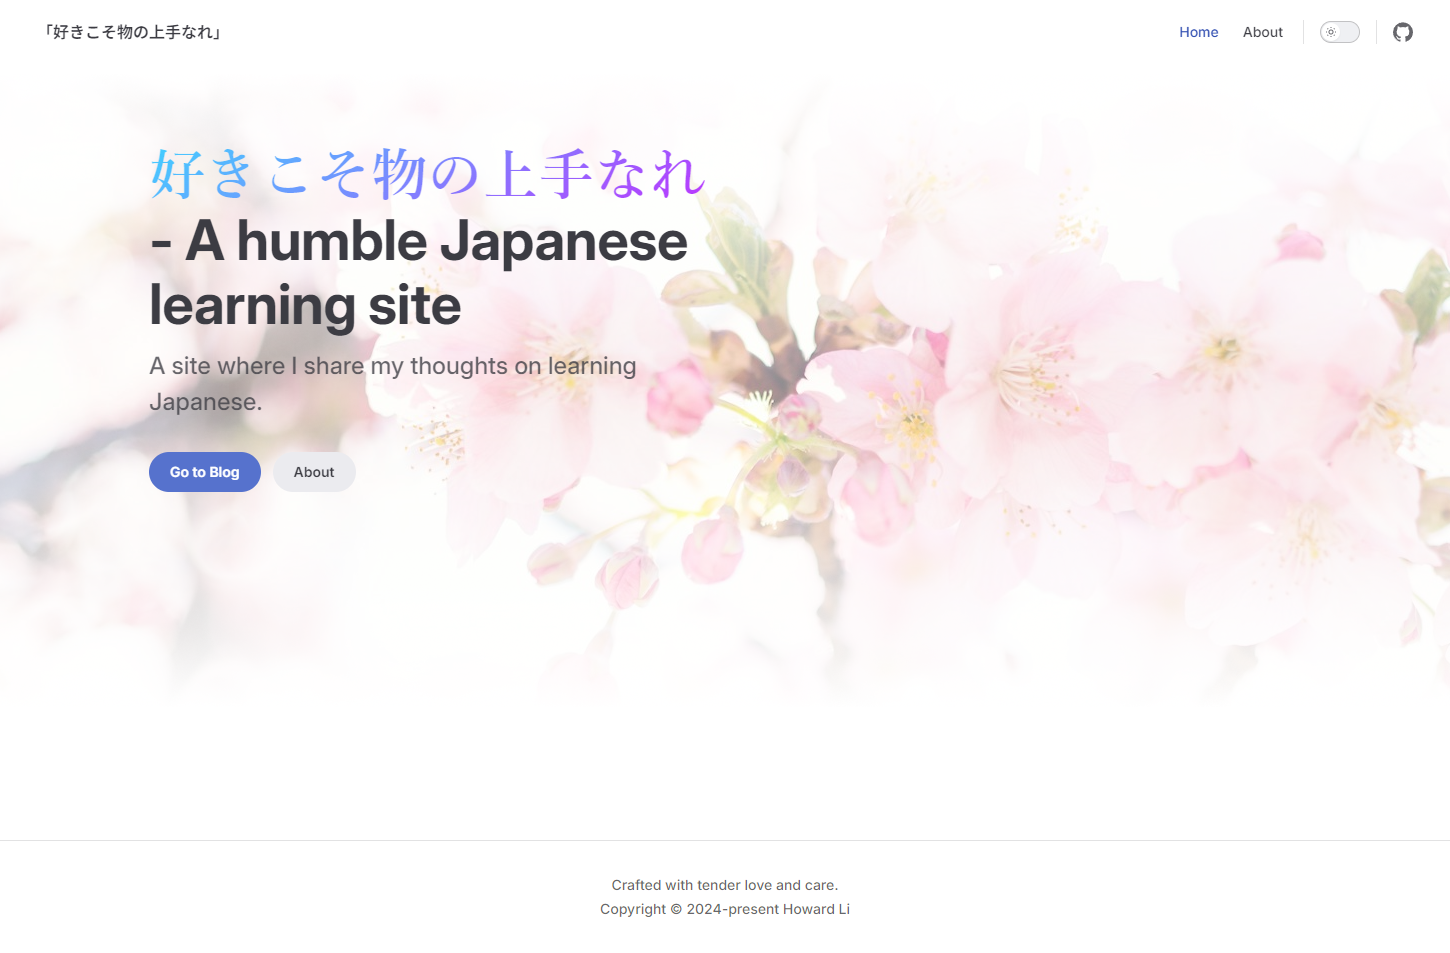 「好きこそ物の上手なれ」
Home
About
好きこそ物の上手なれ
- A humble Japanese
learning site
A site where I share my thoughts on learning
Japanese.
Go to Blog
About
Crafted with tender love and care.
Copyright © 2024-present Howard Li